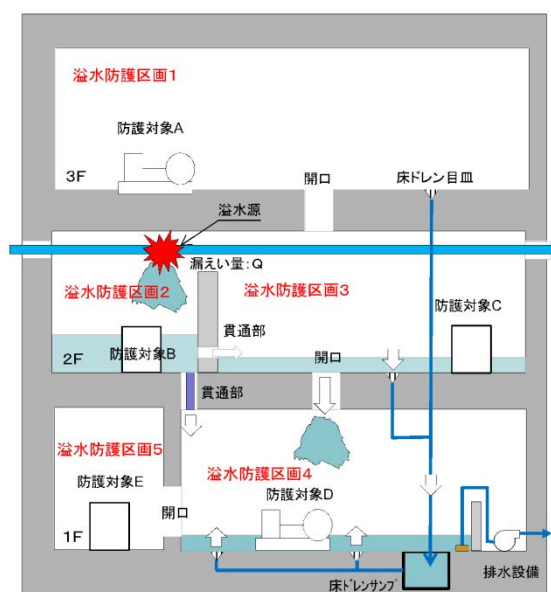 溢水防護区画1
防護対象A
3F
開口
床ドレン目皿
溢水源
漏えい量:Q
溢水防護区画2
溢水防護区画3
防護対象C
貫通部
2F
防護対象B
開口
貫通部
溢水防護区画5
溢水防護区画4
防護対象E
防護対象D
開口
1F
排水設備
床ドレンサンプ